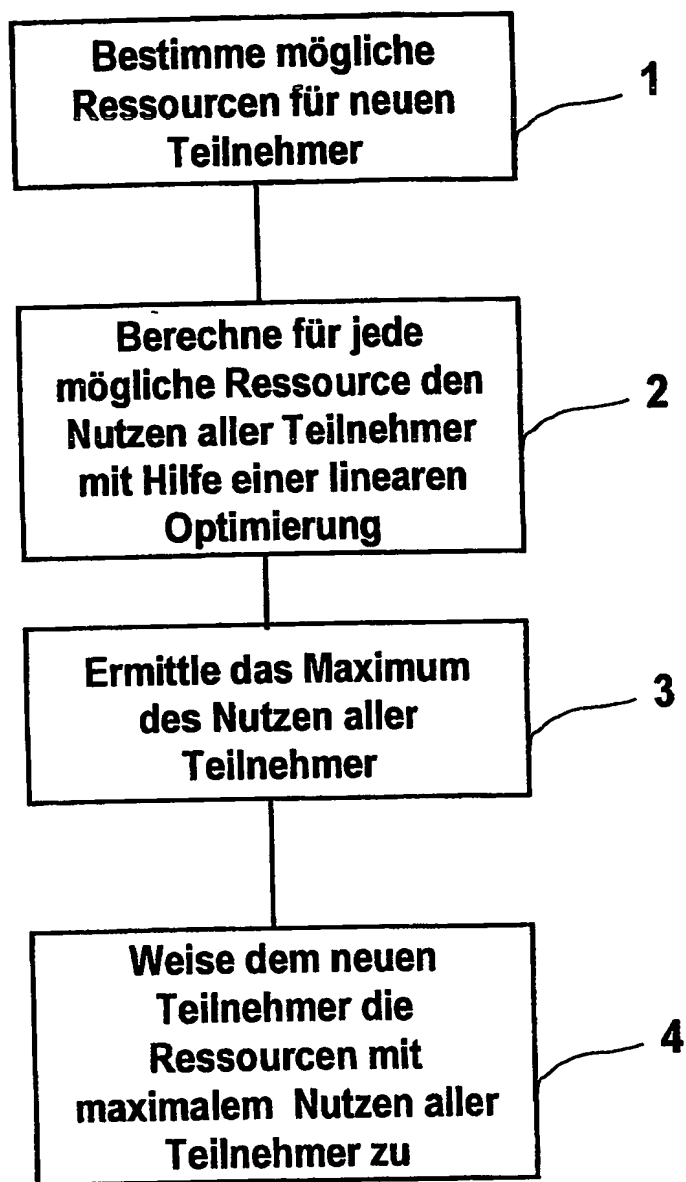 Bestimme mögliche
Ressourcen für neuen
Teilnehmer
1
Berechne für jede
mögliche Ressource den
Nutzen aller Teilnehmer
mit Hilfe einer linearen
Optimierung
2
Ermittle das Maximum
des Nutzen aller
Teilnehmer
3
Weise dem neuen
Teilnehmer die
Ressourcen mit
maximalem Nutzen aller
Teilnehmer zu
4